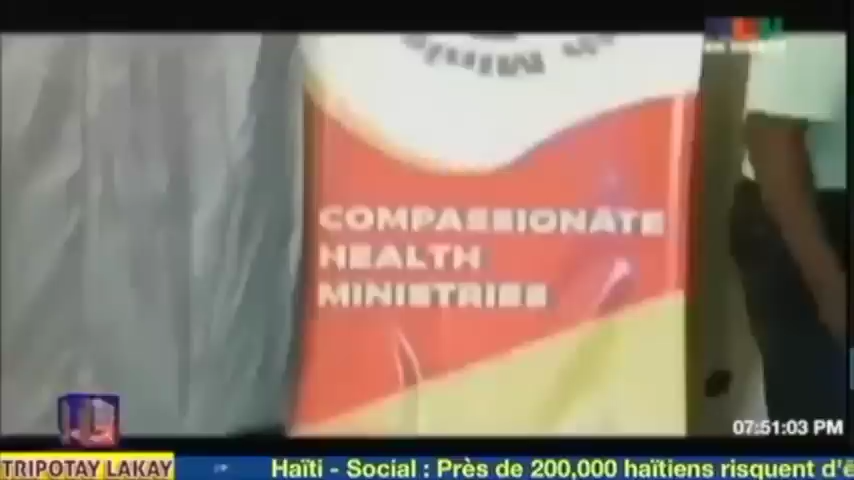 COMPASSIONATE
HEALTH
MINISTRIES
07:51:03 PM
TRIPOTAY LAKAY
Haïti - Social : Près de 200,000 haïtiens risquent d'é